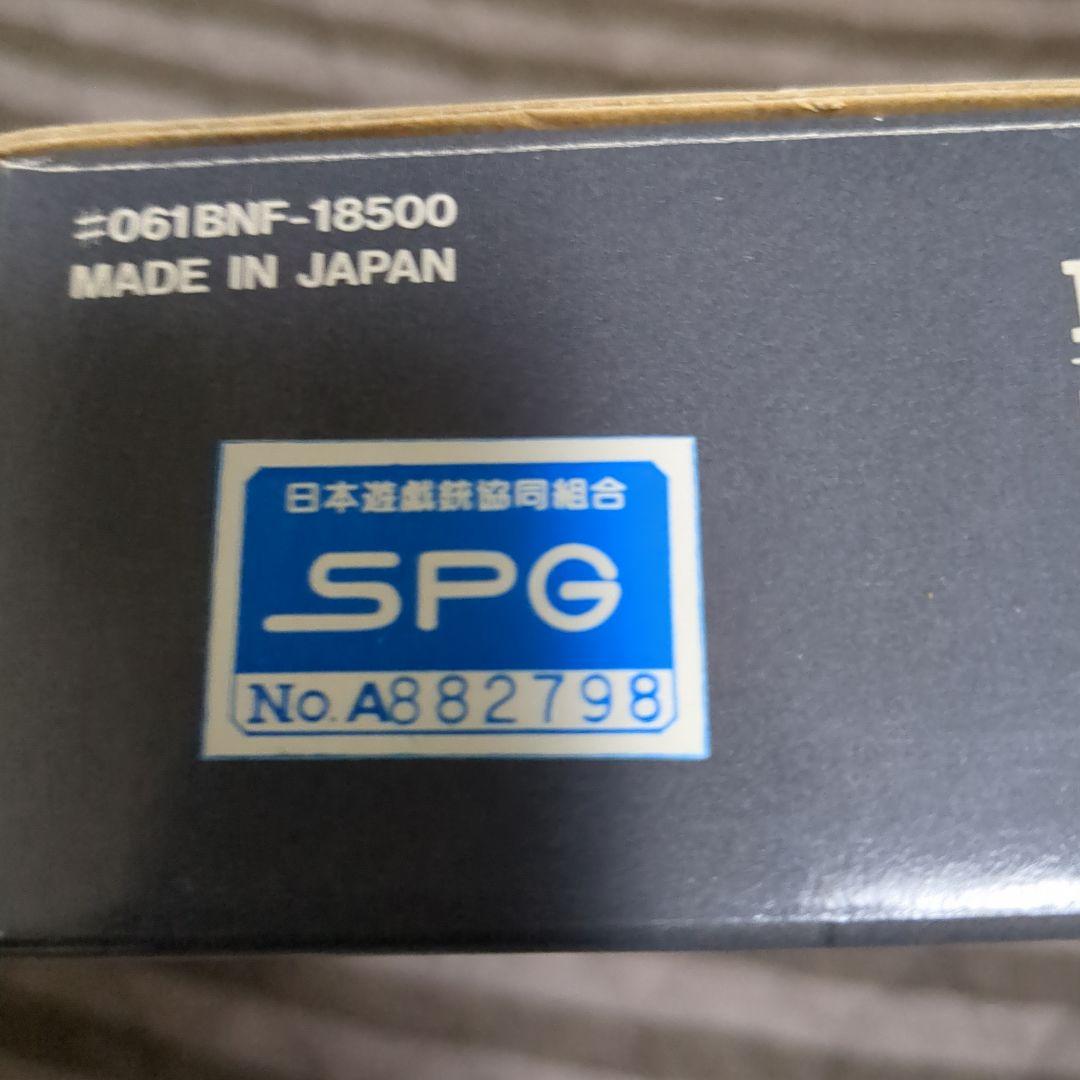 #061BNF-18500
MADE IN JAPAN
日本遊戯銃協同組合
SPG
No. A882798